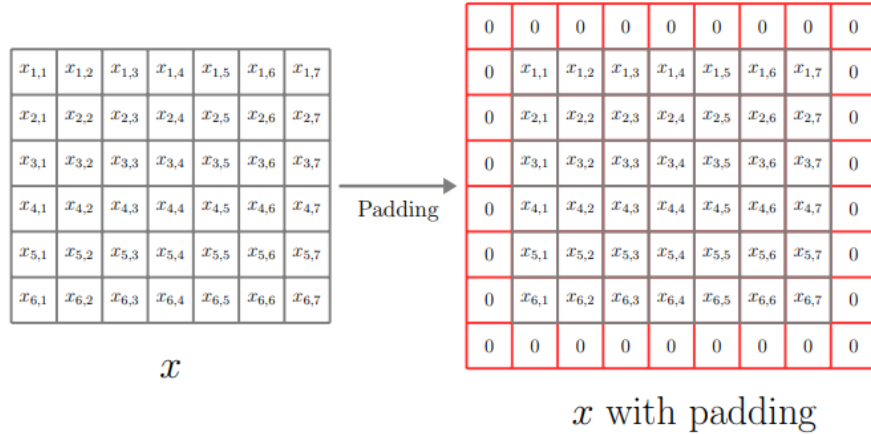 x_{1,1} x_{1,2} x_{1,3} x_{1,4} x_{1,5} x_{1,6} x_{1,7}
x_{2,1} x_{2,2} x_{2,3} x_{2,4} x_{2,5} x_{2,6} x_{2,7}
x_{3,1} x_{3,2} x_{3,3} x_{3,4} x_{3,5} x_{3,6} x_{3,7}
x_{4,1} x_{4,2} x_{4,3} x_{4,4} x_{4,5} x_{4,6} x_{4,7}
x_{5,1} x_{5,2} x_{5,3} x_{5,4} x_{5,5} x_{5,6} x_{5,7}
x_{6,1} x_{6,2} x_{6,3} x_{6,4} x_{6,5} x_{6,6} x_{6,7}
x
Padding
0 0 0 0 0 0 0 0 0
0 x_{1,1} x_{1,2} x_{1,3} x_{1,4} x_{1,5} x_{1,6} x_{1,7} 0
0 x_{2,1} x_{2,2} x_{2,3} x_{2,4} x_{2,5} x_{2,6} x_{2,7} 0
0 x_{3,1} x_{3,2} x_{3,3} x_{3,4} x_{3,5} x_{3,6} x_{3,7} 0
0 x_{4,1} x_{4,2} x_{4,3} x_{4,4} x_{4,5} x_{4,6} x_{4,7} 0
0 x_{5,1} x_{5,2} x_{5,3} x_{5,4} x_{5,5} x_{5,6} x_{5,7} 0
0 x_{6,1} x_{6,2} x_{6,3} x_{6,4} x_{6,5} x_{6,6} x_{6,7} 0
0 0 0 0 0 0 0 0 0
x with padding